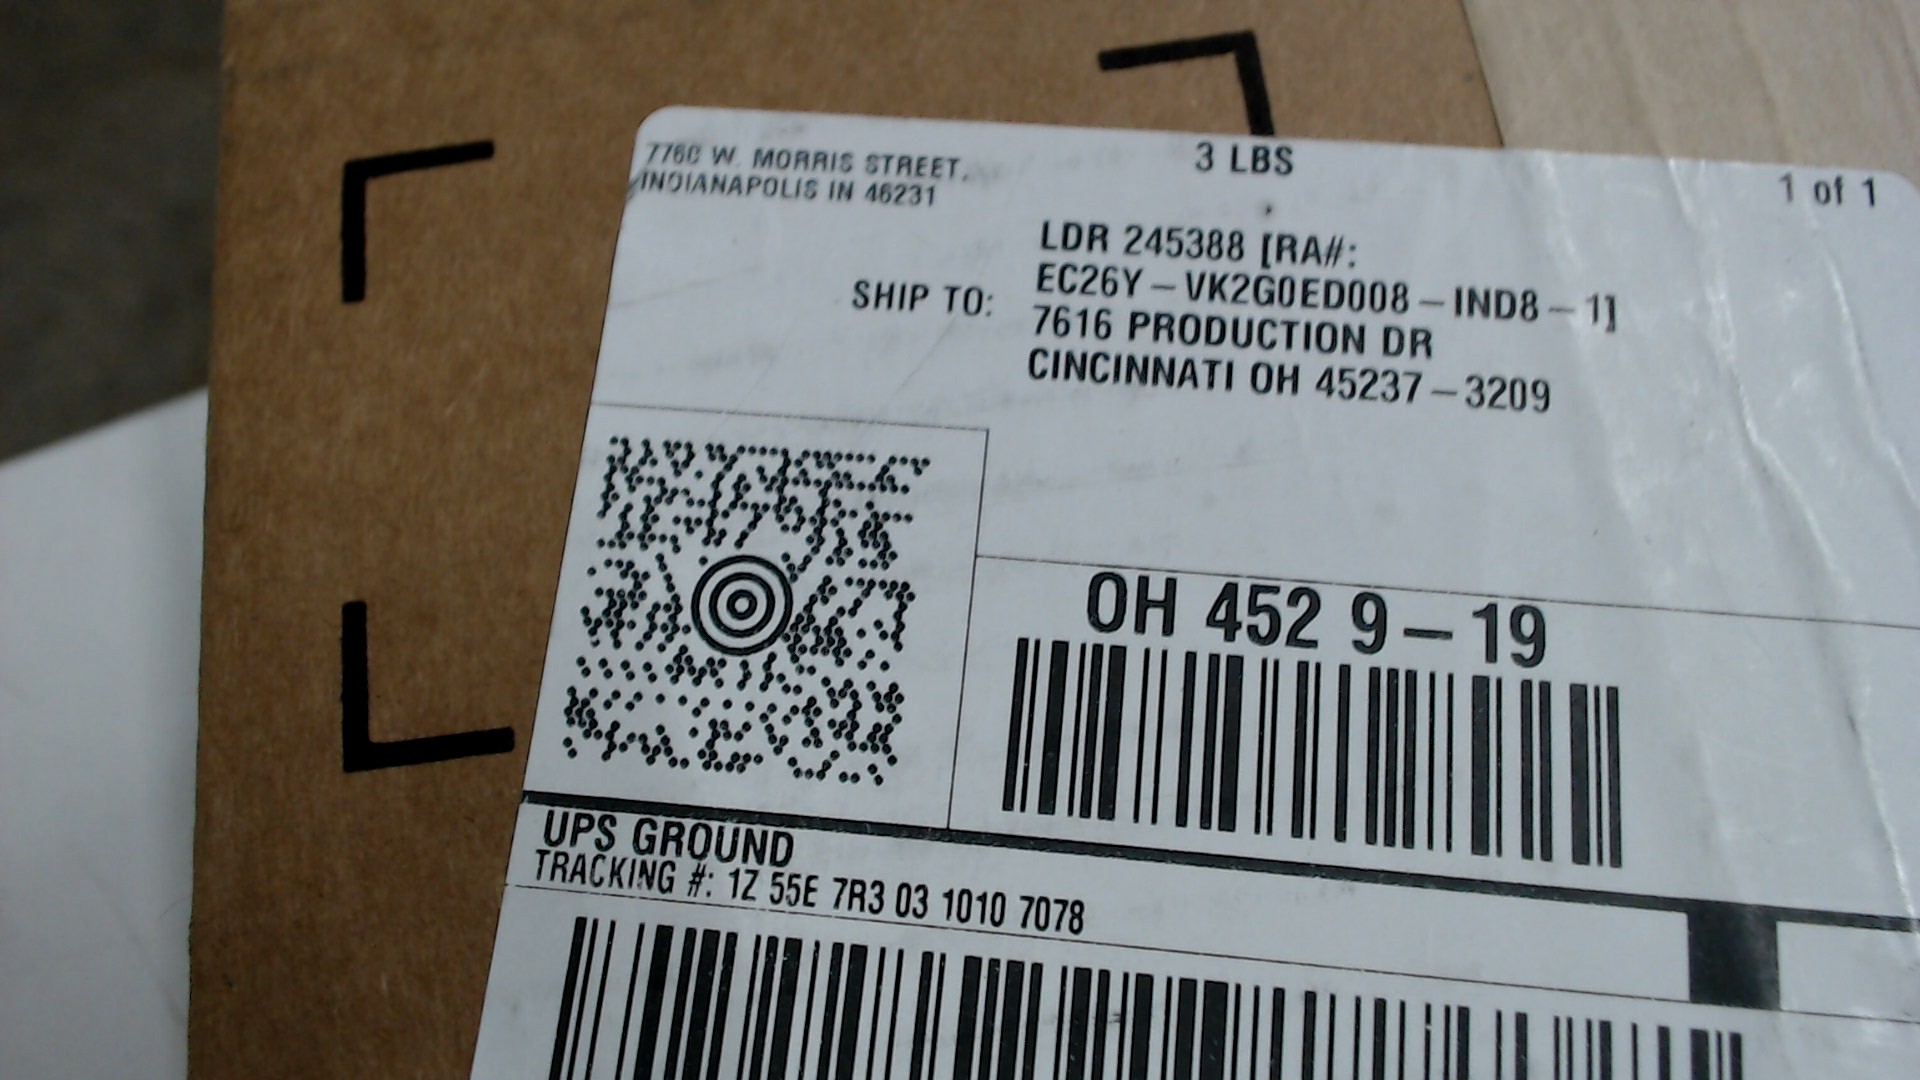 7760 W. MORRIS STREET,
INDIANAPOLIS IN 46231
3 LBS
1 of 1
SHIP TO:
LDR 245388 [RA#:
EC26Y-VK2G0ED008-IND8-1]
7616 PRODUCTION DR
CINCINNATI OH 45237-3209
OH 452 9-19
UPS GROUND
TRACKING #: 1Z 55E 7R3 03 1010 7078